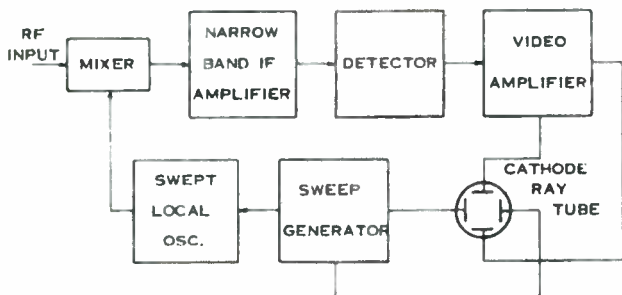 RF
INPUT
MIXER
NARROW
BAND IF
AMPLIFIER
DETECTOR
VIDEO
AMPLIFIER
SWEPT
LOCAL
OSC.
SWEEP
GENERATOR
CATHODE
RAY
TUBE